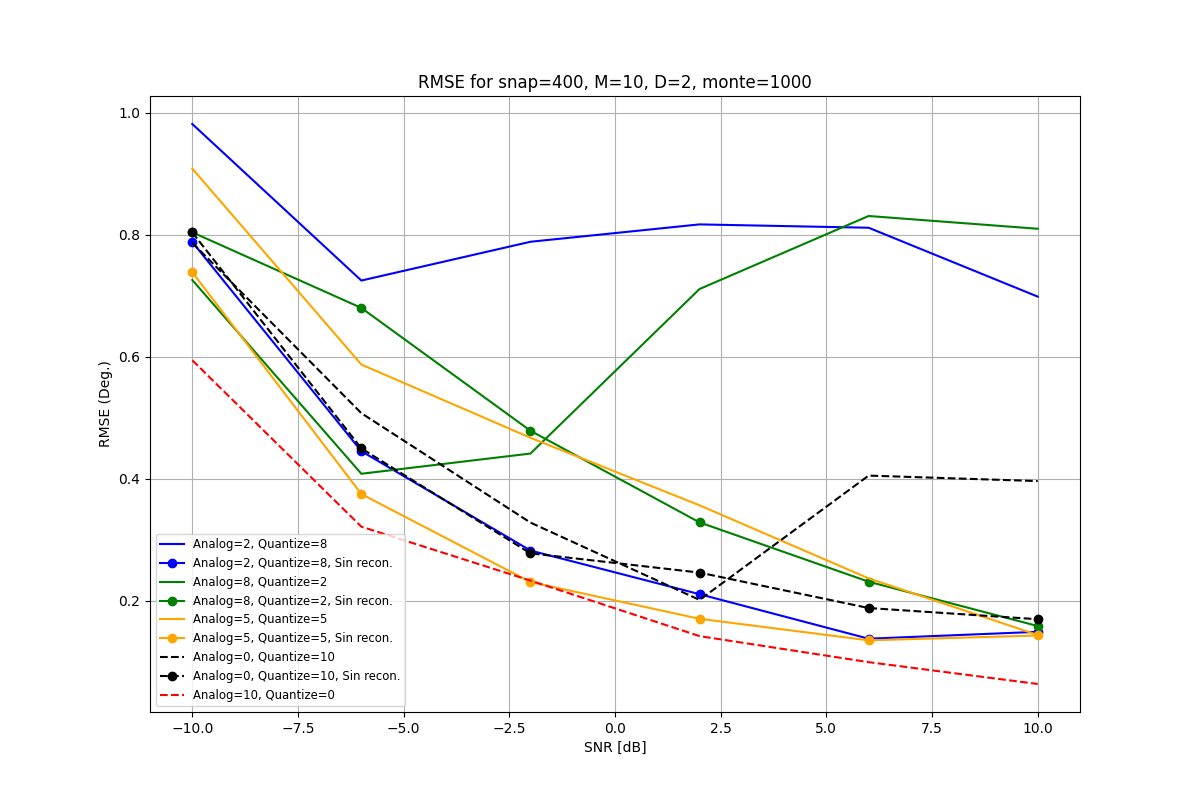 RMSE for snap=400, M=10, D=2, monte=1000
1.0
0.8
0.6
0.4
0.2
RMSE (Deg.)
Analog=2, Quantize=8
Analog=2, Quantize=8, Sin recon.
Analog=8, Quantize=2
Analog=8, Quantize=2, Sin recon.
Analog=5, Quantize=5
Analog=5, Quantize=5, Sin recon.
Analog=0, Quantize=10
Analog=0, Quantize=10, Sin recon.
Analog=10, Quantize=0
−10.0 −7.5 −5.0 −2.5 0.0 2.5 5.0 7.5 10.0
SNR [dB]